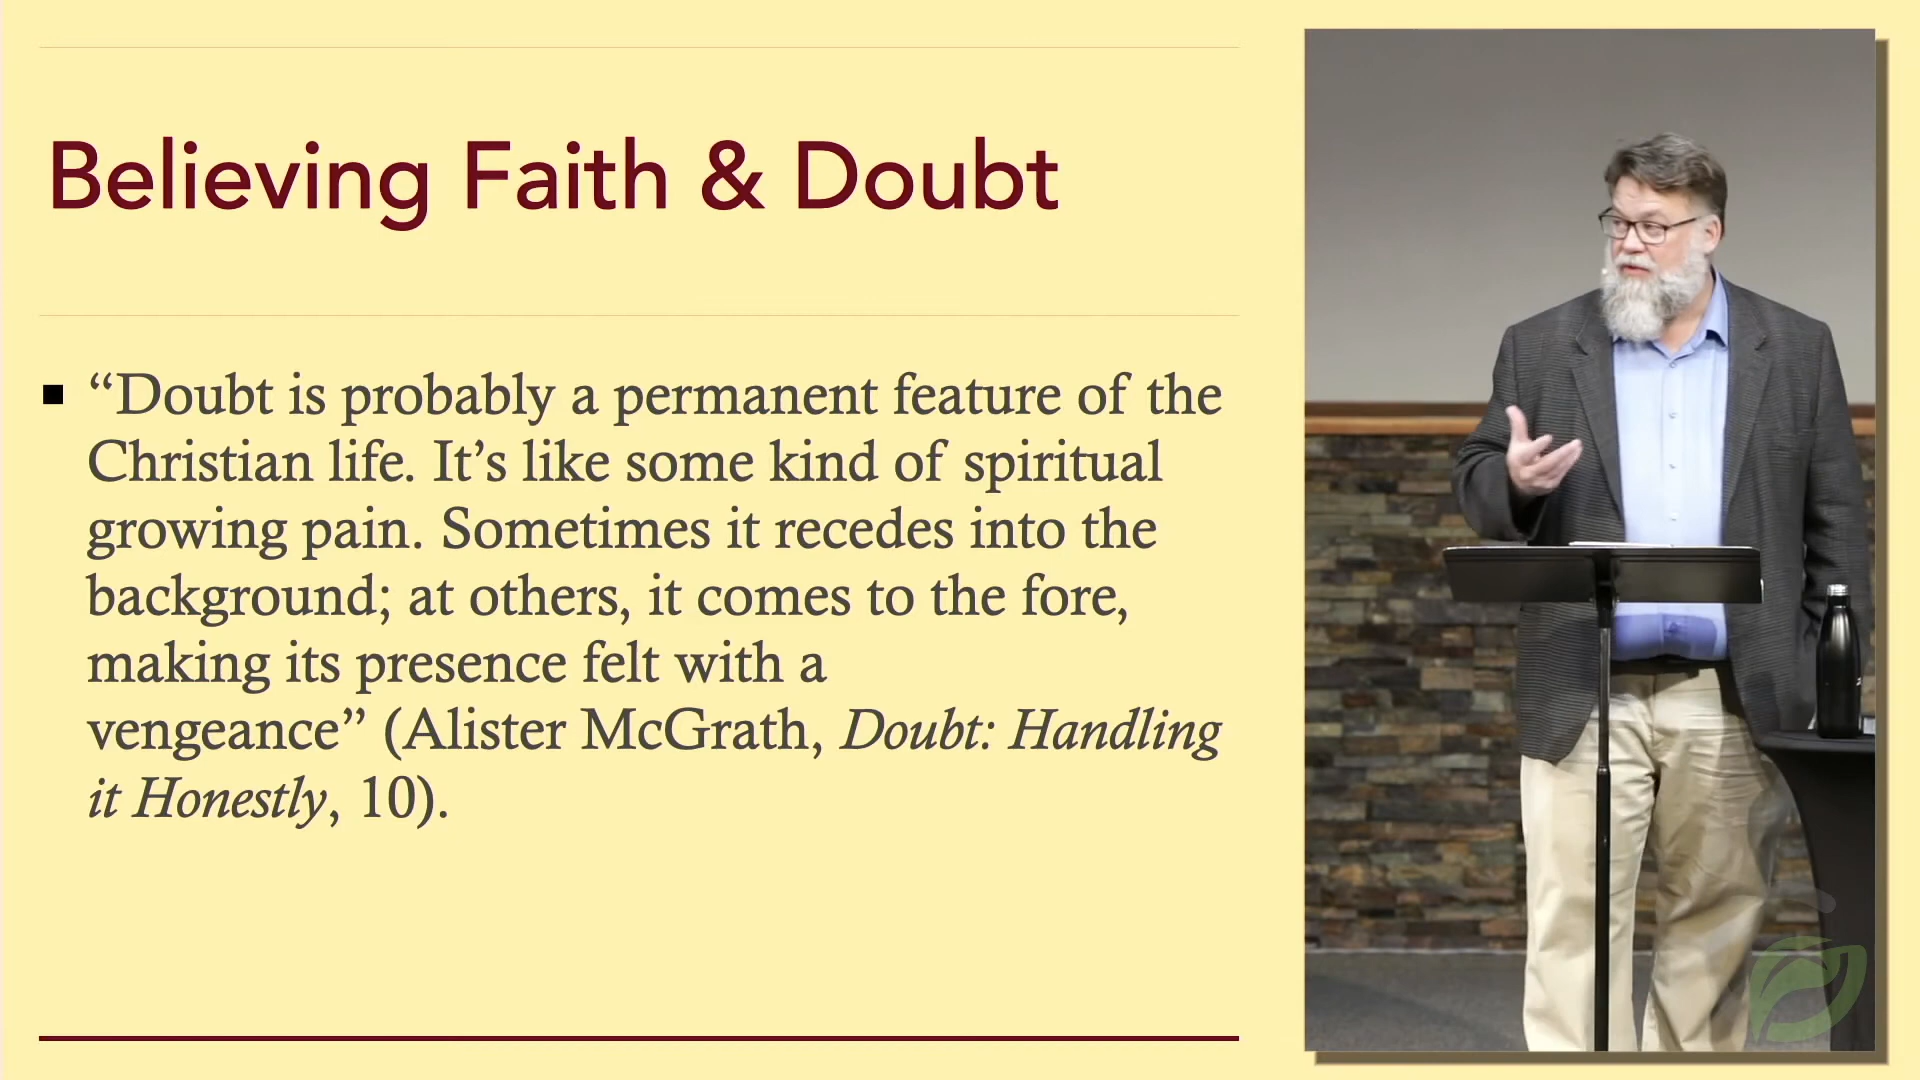 Believing Faith & Doubt
▪ “Doubt is probably a permanent feature of the
Christian life. It’s like some kind of spiritual
growing pain. Sometimes it recedes into the
background; at others, it comes to the fore,
making its presence felt with a
vengeance” (Alister McGrath, Doubt: Handling
it Honestly, 10).